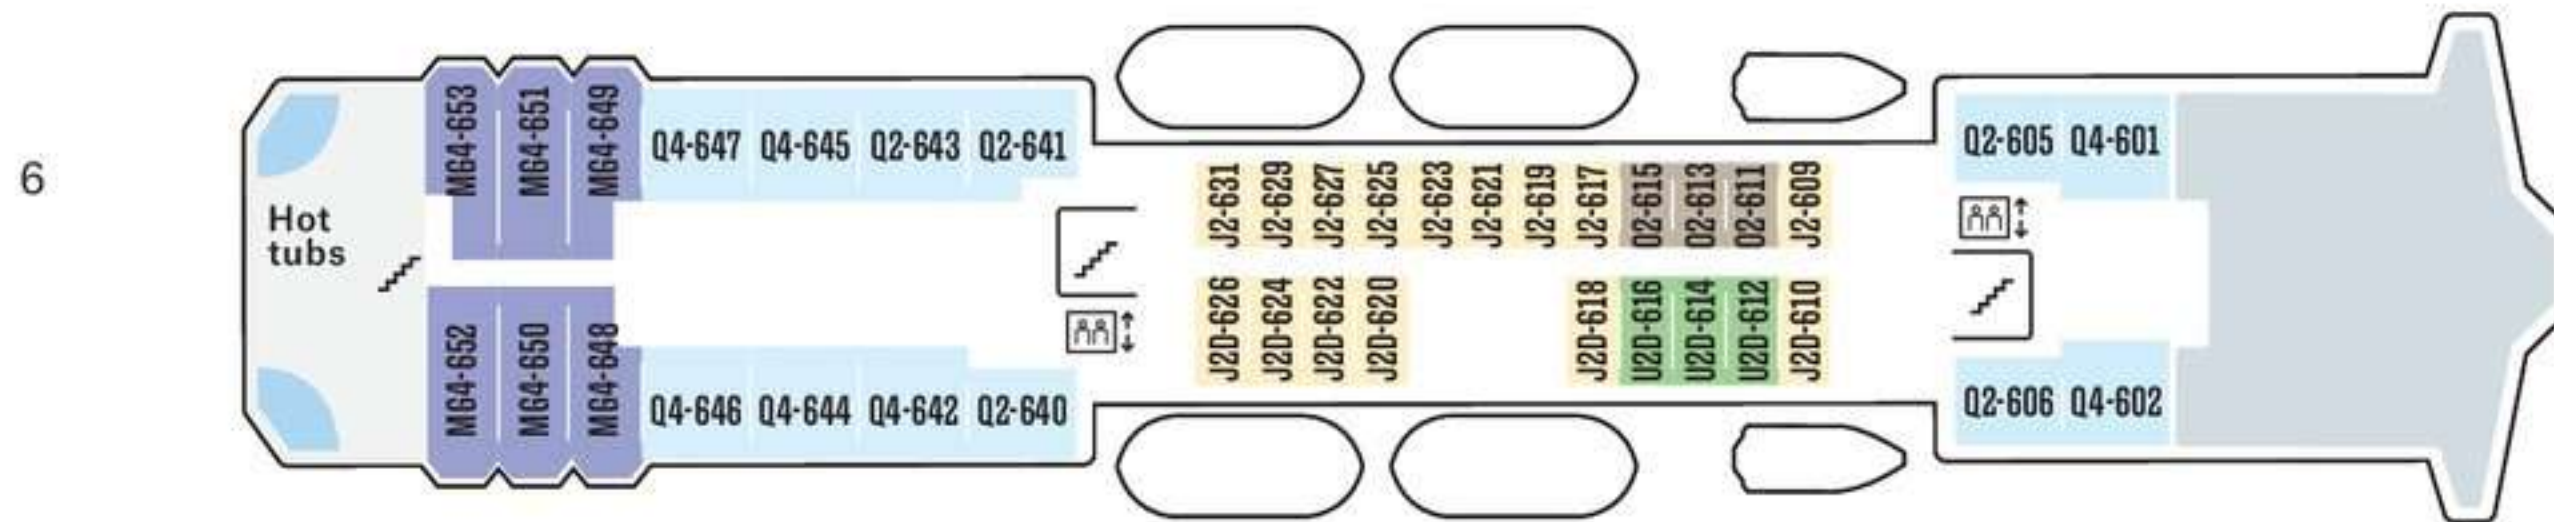 6
Hot
tubs
MG4-653
MG4-651
MG4-649
Q4-647 Q4-645 Q2-643 Q2-641
J2-631
J2-629
J2-627
J2-625
J2-623
J2-621
J2-619
J2-617
O2-615
O2-613
O2-611
J2-609
Q2-605 Q4-601
MG4-652
MG4-650
MG4-648
Q4-646 Q4-644 Q4-642 Q2-640
J2D-626
J2D-624
J2D-622
J2D-620
J2D-618
U2D-616
U2D-614
U2D-612
J2D-610
Q2-606 Q4-602